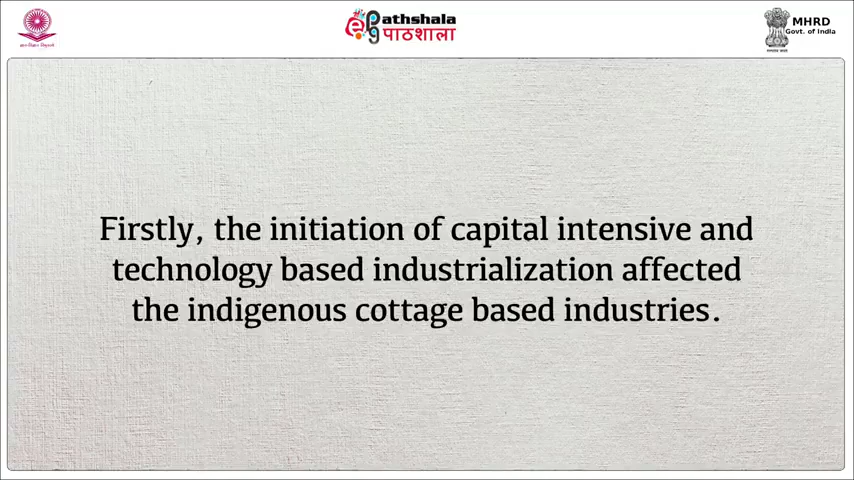 ePathshala
पाठशाला
MHRD
Govt. of India
Firstly, the initiation of capital intensive and
technology based industrialization affected
the indigenous cottage based industries.